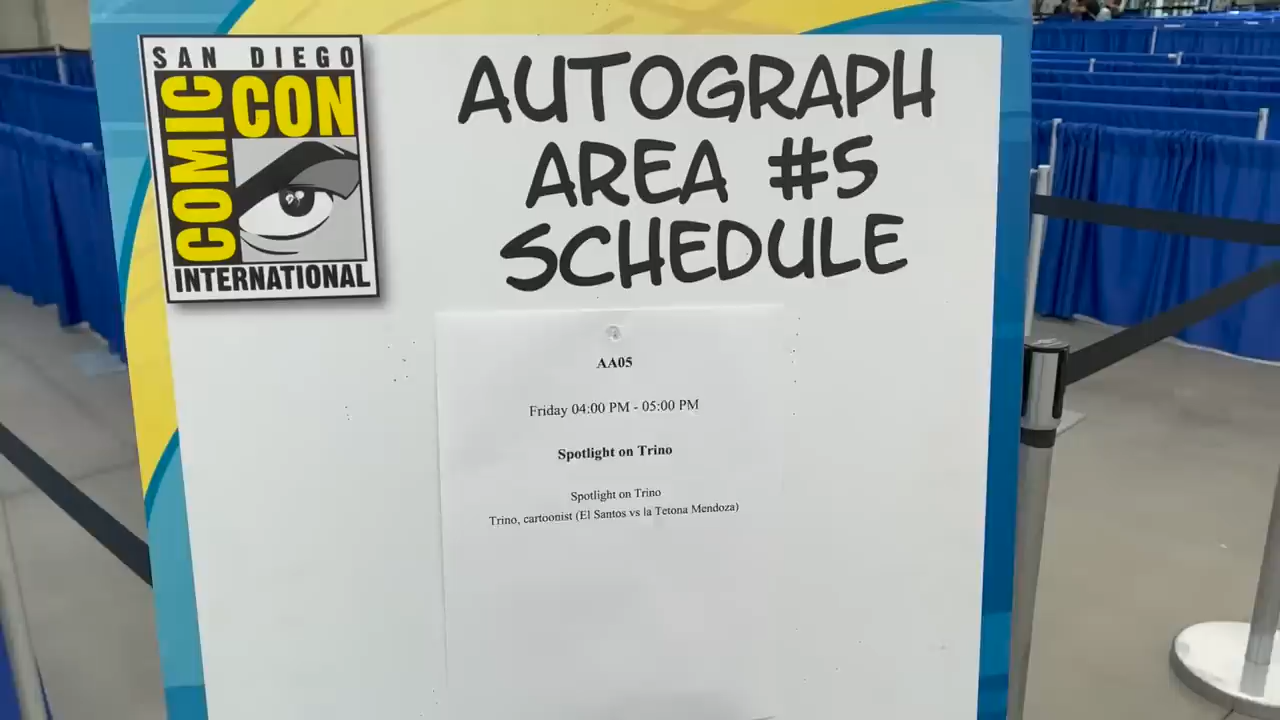 SAN DIEGO
COMIC
CON
INTERNATIONAL
AUTOGRAPH
AREA #5
SCHEDULE
AA05
Friday 04:00 PM - 05:00 PM
Spotlight on Trino
Spotlight on Trino
Trino, cartoonist (El Santos vs la Tetona Mendoza)